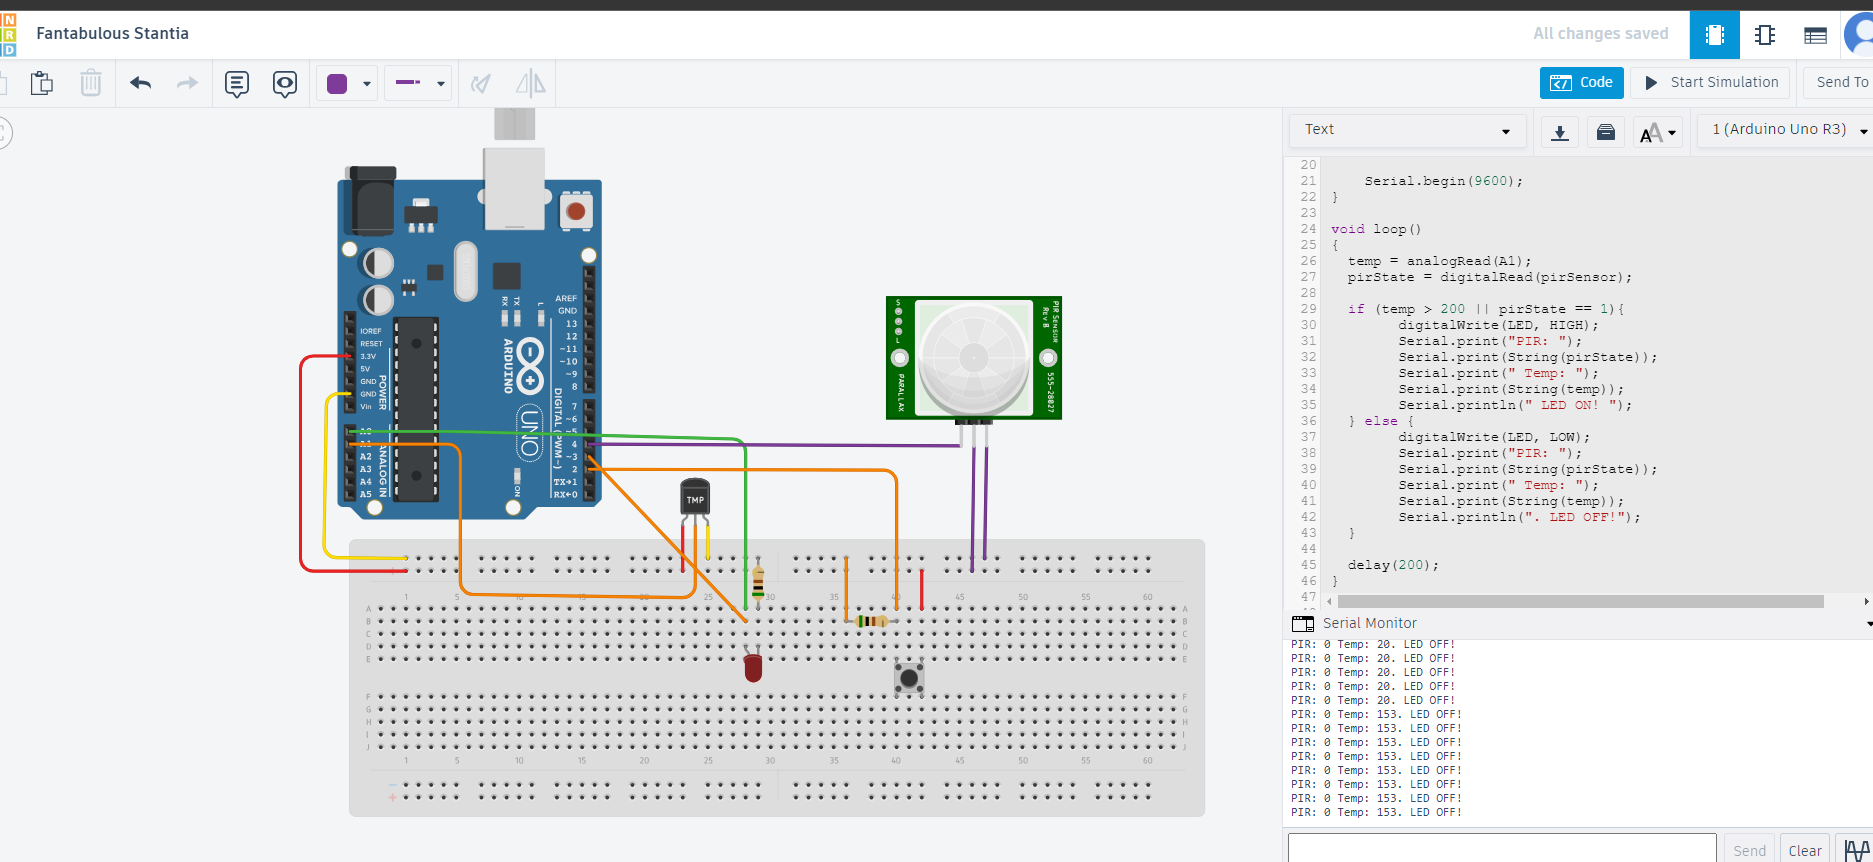 N
R
D
Fantabulous Stantia
All changes saved
Code
Start Simulation
Send To
Text
1 (Arduino Uno R3)
20
21 Serial.begin(9600);
22 }
23
24 void loop()
25 {
26 temp = analogRead(A1);
27 pirState = digitalRead(pirSensor);
28
29 if (temp > 200 || pirState == 1){
30 digitalWrite(LED, HIGH);
31 Serial.print("PIR: ");
32 Serial.print(String(pirState));
33 Serial.print(" Temp: ");
34 Serial.print(String(temp));
35 Serial.println(" LED ON! ");
36 } else {
37 digitalWrite(LED, LOW);
38 Serial.print("PIR: ");
39 Serial.print(String(pirState));
40 Serial.print(" Temp: ");
41 Serial.print(String(temp));
42 Serial.println(". LED OFF!");
43 }
44
45 delay(200);
46 }
47
Serial Monitor
PIR: 0 Temp: 20. LED OFF!
PIR: 0 Temp: 20. LED OFF!
PIR: 0 Temp: 20. LED OFF!
PIR: 0 Temp: 20. LED OFF!
PIR: 0 Temp: 20. LED OFF!
PIR: 0 Temp: 153. LED OFF!
PIR: 0 Temp: 153. LED OFF!
PIR: 0 Temp: 153. LED OFF!
PIR: 0 Temp: 153. LED OFF!
PIR: 0 Temp: 153. LED OFF!
PIR: 0 Temp: 153. LED OFF!
PIR: 0 Temp: 153. LED OFF!
PIR: 0 Temp: 153. LED OFF!
Send
Clear
RX
TX
L
AREF
GND
13
12
~11
~10
~9
8
7
~6
~5
4
~3
2
TX→1
RX←0
DIGITAL (PWM~)
ARDUINO
UNO
ON
IOREF
RESET
3.3V
5V
GND
GND
Vin
POWER
A1
A2
A3
A4
A5
ANALOG IN
TMP
S
L
PARALLAX
PIR Sensor
Rev B
555-28027
1 5 10 15 20 25 30 35 40 45 50 55 60
A A
B B
C C
D D
E E
F F
G G
H H
I I
J J
1 5 10 15 20 25 30 35 40 45 50 55 60